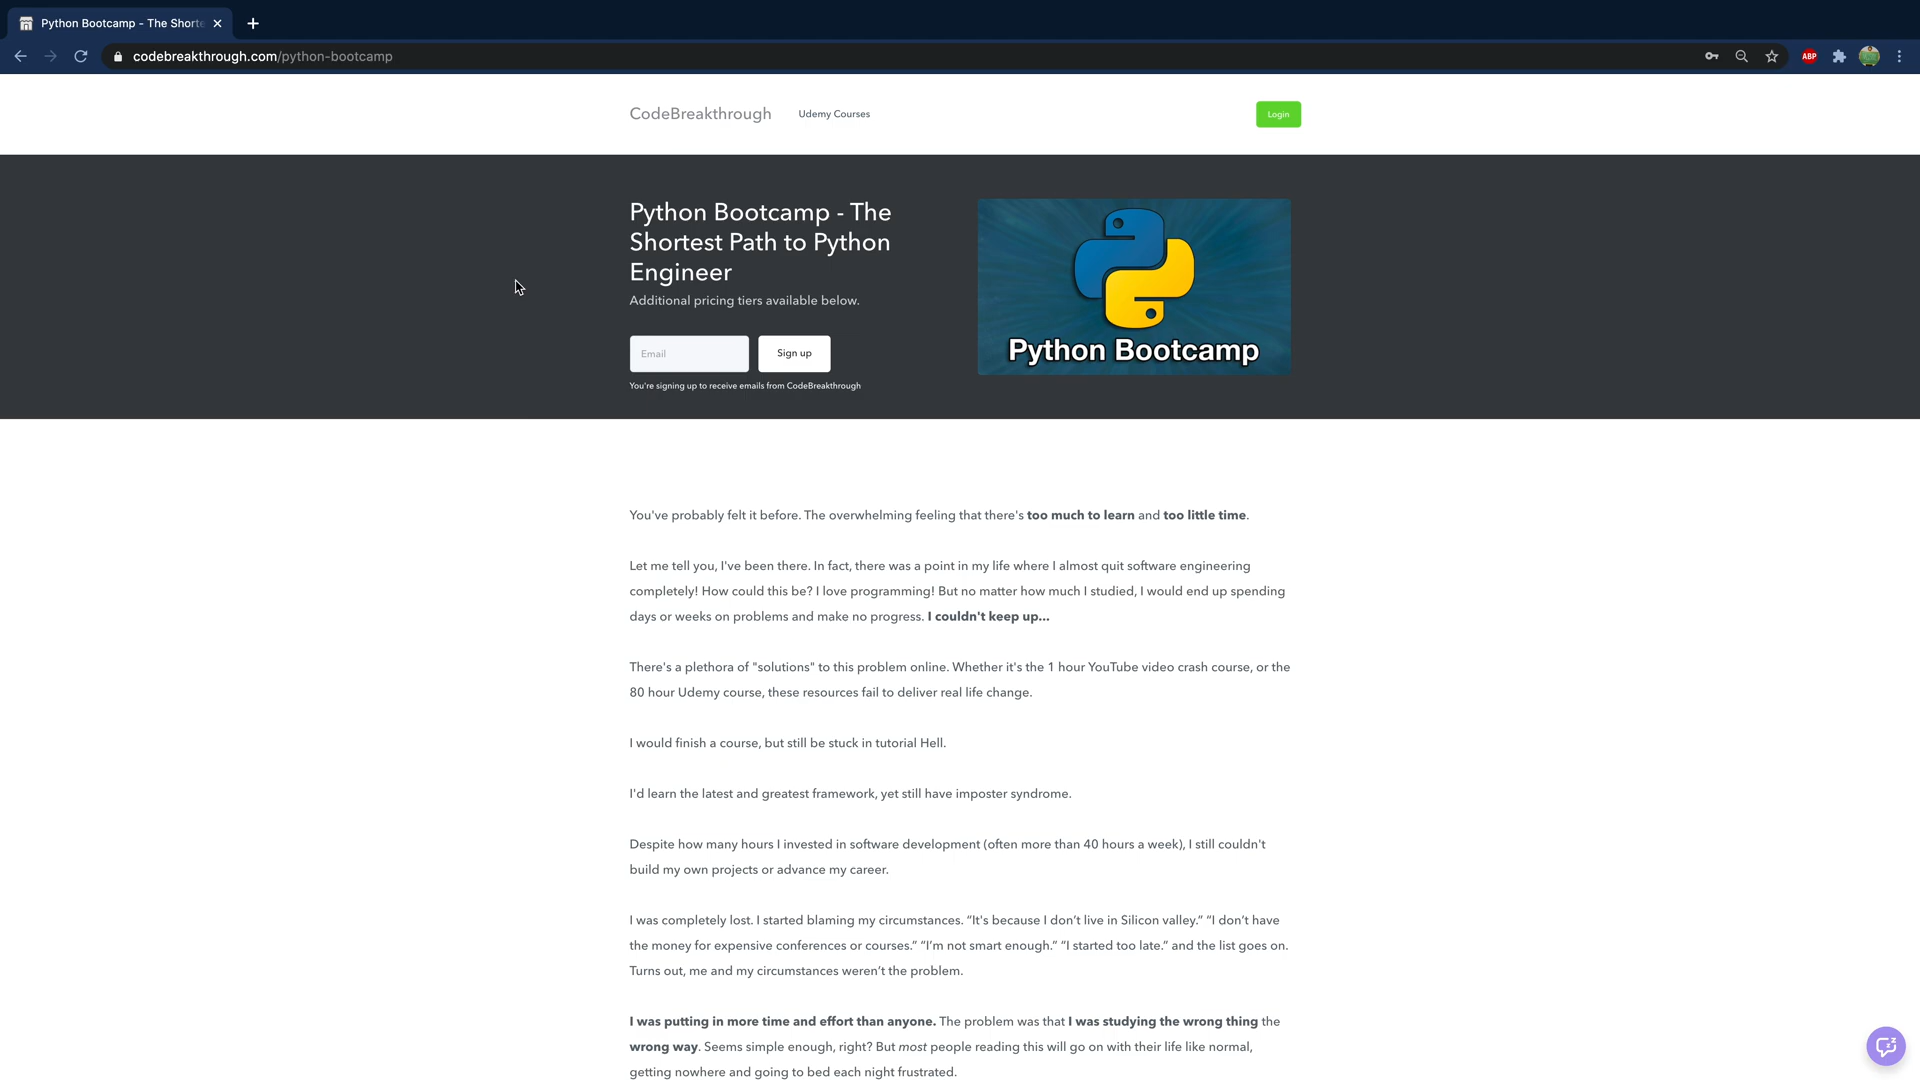 Python Bootcamp - The Shorte
codebreakthrough.com/python-bootcamp
ABP
CodeBreakthrough
Udemy Courses
Login
Python Bootcamp - The
Shortest Path to Python
Engineer
Additional pricing tiers available below.
Email
Sign up
You're signing up to receive emails from CodeBreakthrough
Python Bootcamp
You've probably felt it before. The overwhelming feeling that there's too much to learn and too little time.
Let me tell you, I've been there. In fact, there was a point in my life where I almost quit software engineering
completely! How could this be? I love programming! But no matter how much I studied, I would end up spending
days or weeks on problems and make no progress. I couldn't keep up...
There's a plethora of "solutions" to this problem online. Whether it's the 1 hour YouTube video crash course, or the
80 hour Udemy course, these resources fail to deliver real life change.
I would finish a course, but still be stuck in tutorial Hell.
I'd learn the latest and greatest framework, yet still have imposter syndrome.
Despite how many hours I invested in software development (often more than 40 hours a week), I still couldn't
build my own projects or advance my career.
I was completely lost. I started blaming my circumstances. “It's because I don’t live in Silicon valley.” “I don’t have
the money for expensive conferences or courses.” “I’m not smart enough.” “I started too late.” and the list goes on.
Turns out, me and my circumstances weren’t the problem.
I was putting in more time and effort than anyone. The problem was that I was studying the wrong thing the
wrong way. Seems simple enough, right? But most people reading this will go on with their life like normal,
getting nowhere and going to bed each night frustrated.